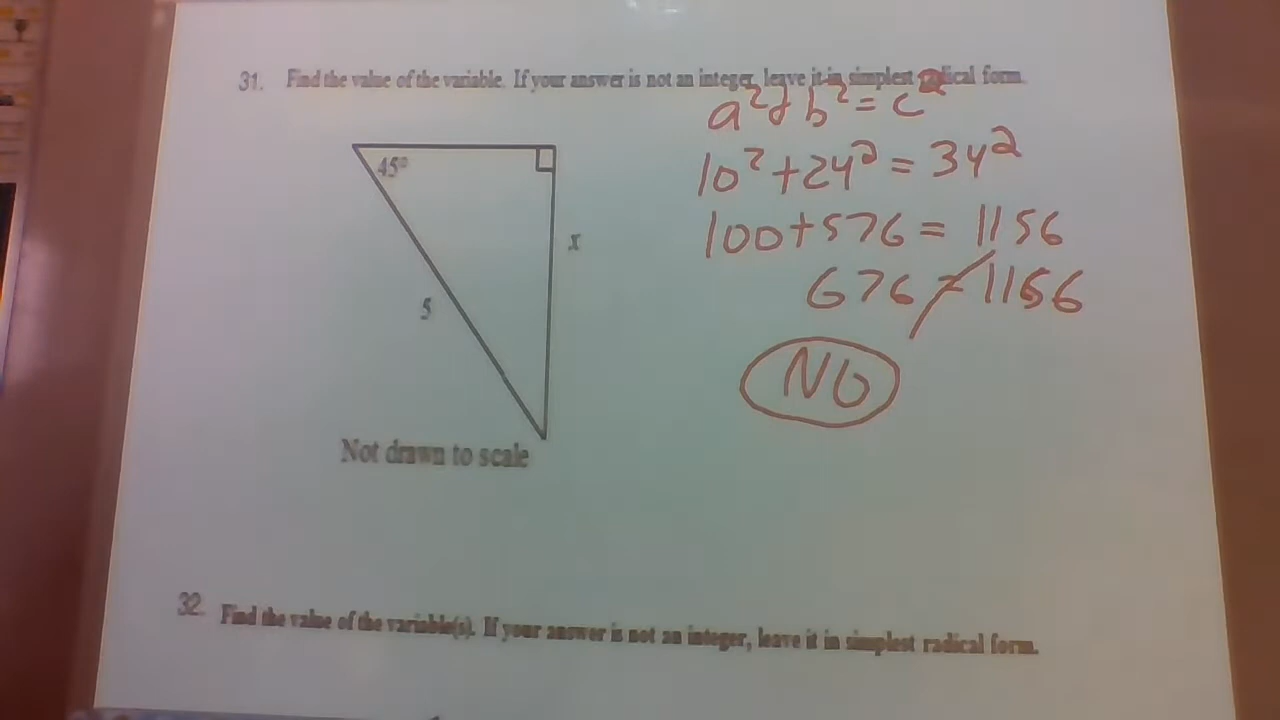 31. Find the value of the variable. If your answer is not an integer, leave it in simplest radical form.
a² + b² = c²
10² + 24² = 34²
45°
100 + 576 = 1156
x
676 ≠ 1156
5
NO
Not drawn to scale
32. Find the value of the variable(s). If your answer is not an integer, leave it in simplest radical form.